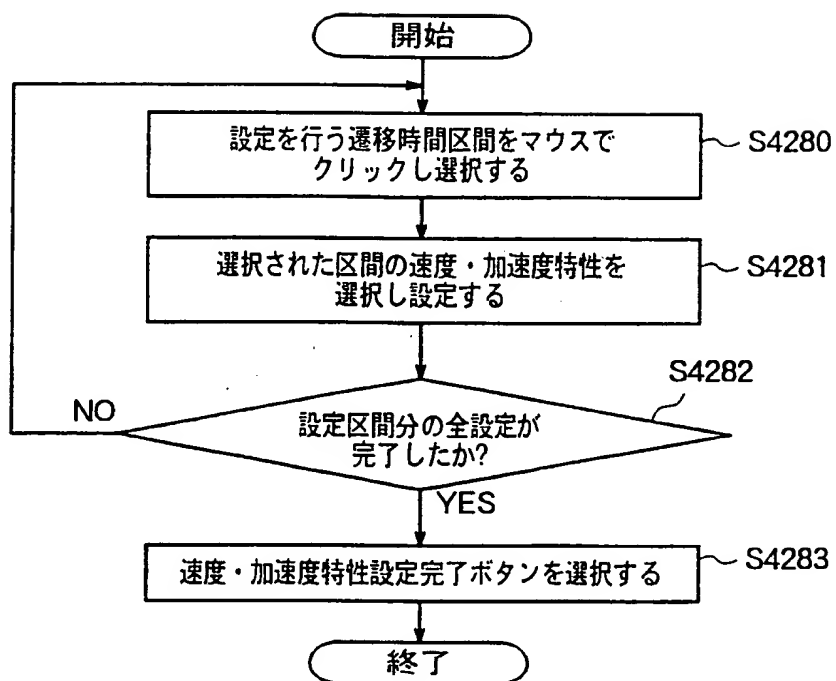 開始
設定を行う遷移時間区間をマウスで
クリックし選択する
S4280
選択された区間の速度・加速度特性を
選択し設定する
S4281
S4282
NO
設定区間分の全設定が
完了したか?
YES
速度・加速度特性設定完了ボタンを選択する
S4283
終了